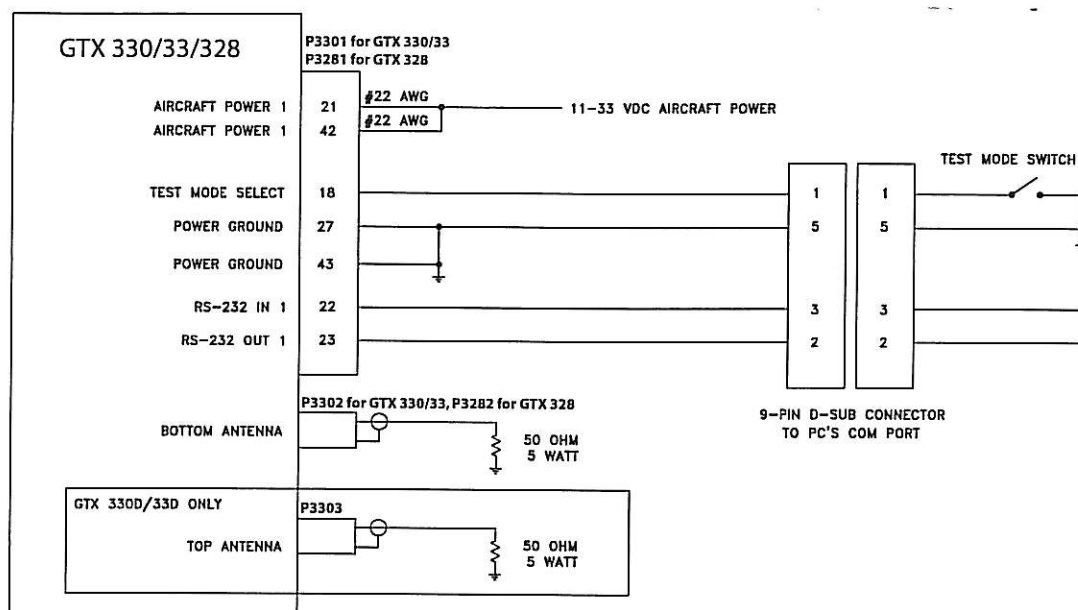 GTX 330/33/328
P3301 for GTX 330/33
P3281 for GTX 328
AIRCRAFT POWER 1 21 #22 AWG 11-33 VDC AIRCRAFT POWER
AIRCRAFT POWER 1 42 #22 AWG
TEST MODE SWITCH
TEST MODE SELECT 18 1 1
POWER GROUND 27 5 5
POWER GROUND 43
RS-232 IN 1 22 3 3
RS-232 OUT 1 23 2 2
P3302 for GTX 330/33, P3282 for GTX 328
9-PIN D-SUB CONNECTOR
TO PC'S COM PORT
BOTTOM ANTENNA
50 OHM
5 WATT
GTX 330D/33D ONLY
P3303
TOP ANTENNA
50 OHM
5 WATT